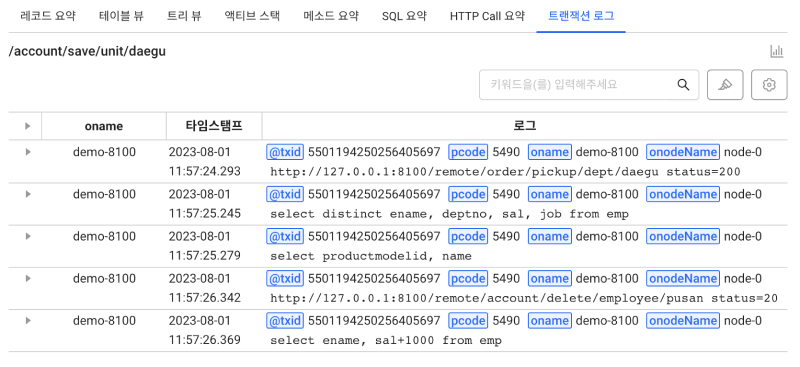 레코드 요약 테이블 뷰 트리 뷰 액티브 스택 메소드 요약 SQL 요약 HTTP Call 요약 트랜잭션 로그
/account/save/unit/daegu
키워드을(를) 입력해주세요
oname 타임스탬프 로그
demo-8100 2023-08-01 @txid 5501194250256405697 pcode 5490 oname demo-8100 onodeName node-0
11:57:24.293 http://127.0.0.1:8100/remote/order/pickup/dept/daegu status=200
demo-8100 2023-08-01 @txid 5501194250256405697 pcode 5490 oname demo-8100 onodeName node-0
11:57:25.245 select distinct ename, deptno, sal, job from emp
demo-8100 2023-08-01 @txid 5501194250256405697 pcode 5490 oname demo-8100 onodeName node-0
11:57:25.279 select productmodelid, name
demo-8100 2023-08-01 @txid 5501194250256405697 pcode 5490 oname demo-8100 onodeName node-0
11:57:26.342 http://127.0.0.1:8100/remote/account/delete/employee/pusan status=20
demo-8100 2023-08-01 @txid 5501194250256405697 pcode 5490 oname demo-8100 onodeName node-0
11:57:26.369 select ename, sal+1000 from emp